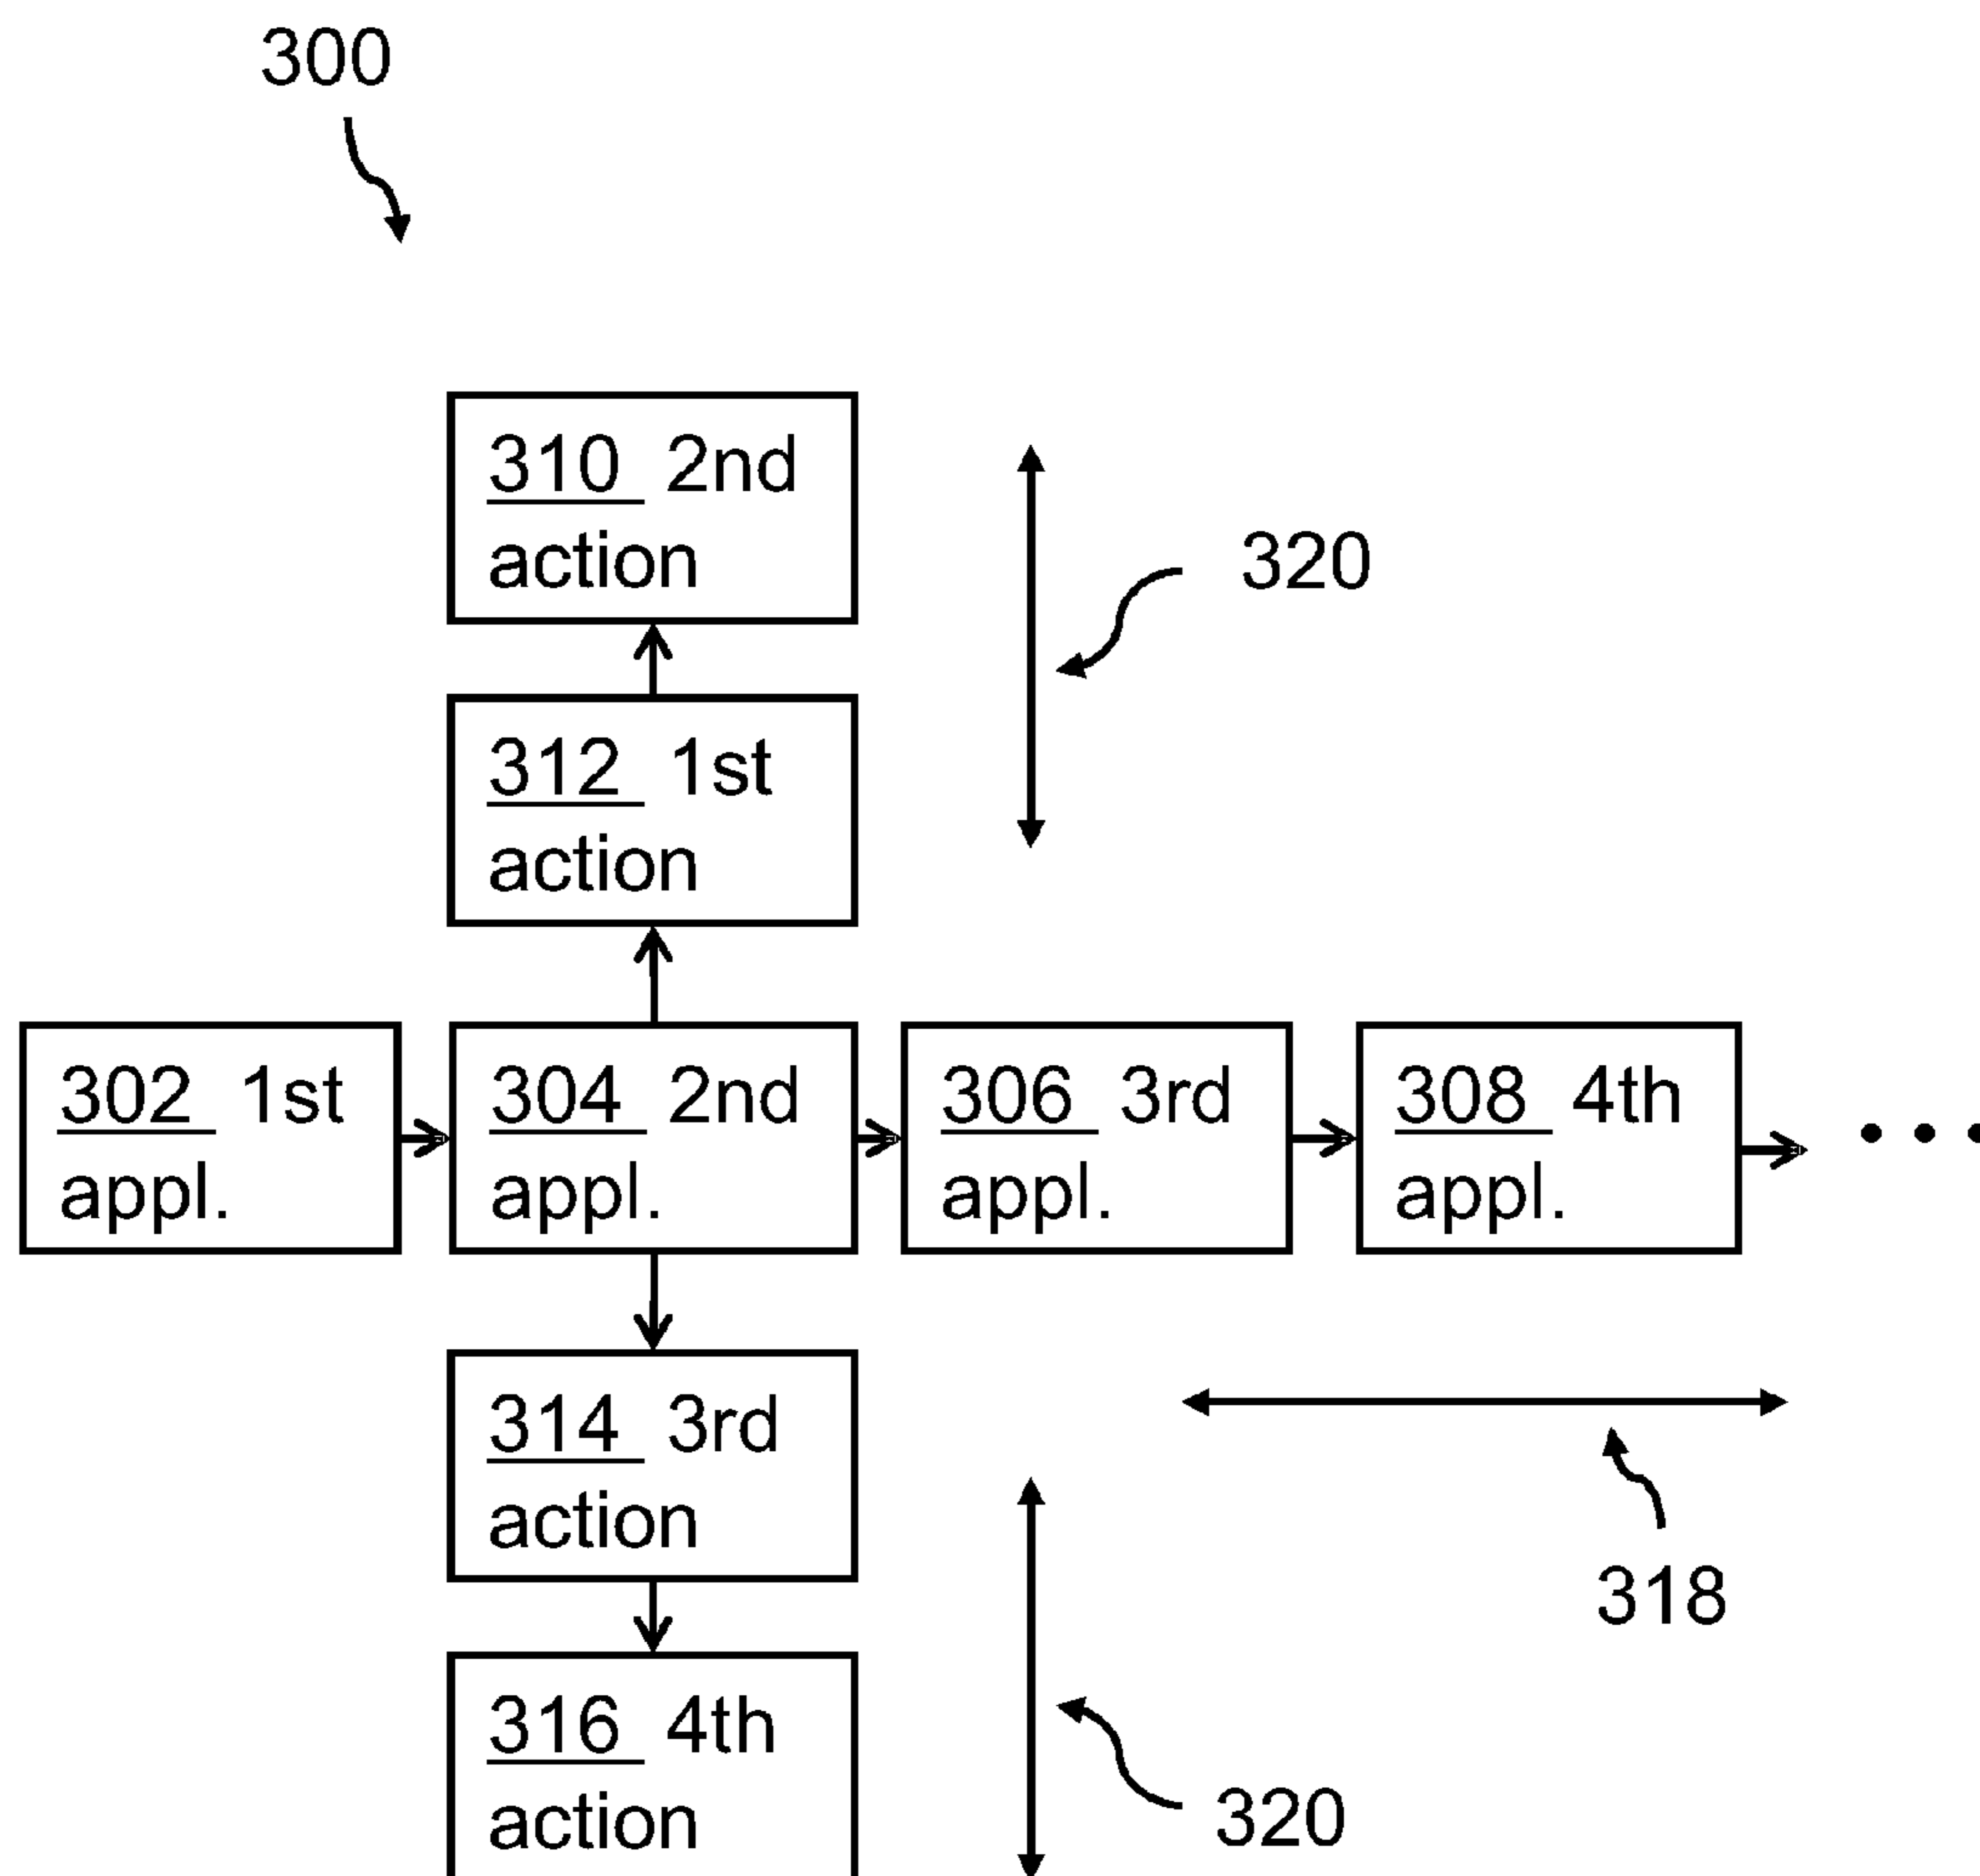 300
310 2nd
action
320
312 1st
action
302 1st
appl.
304 2nd
appl.
306 3rd
appl.
308 4th
appl.
• • •
314 3rd
action
318
316 4th
action
320